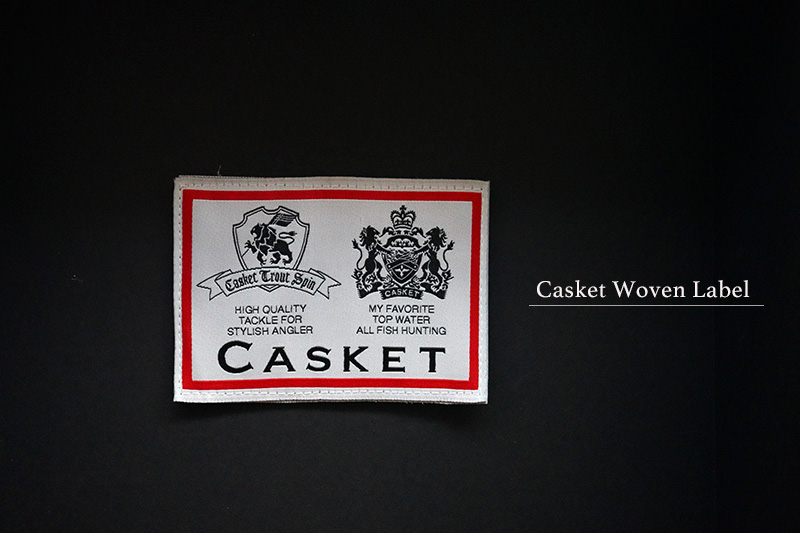 Casket Trout Spin
HIGH QUALITY
TACKLE FOR
STYLISH ANGLER
CASKET
MY FAVORITE
TOP WATER
ALL FISH HUNTING
CASKET
Casket Woven Label